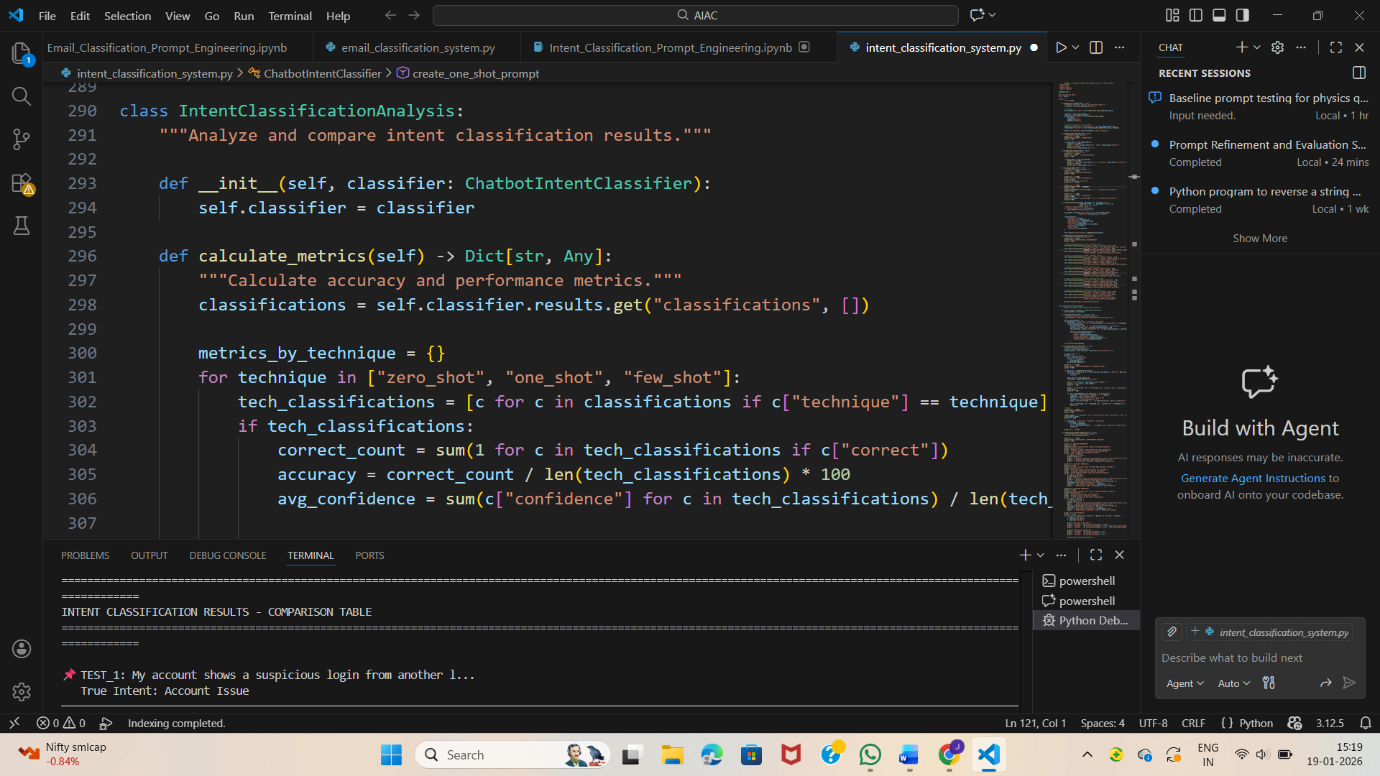 File Edit Selection View Go Run Terminal Help
AIAC
Email_Classification_Prompt_Engineering.ipynb
email_classification_system.py
Intent_Classification_Prompt_Engineering.ipynb
intent_classification_system.py
intent_classification_system.py > ChatbotIntentClassifier > create_one_shot_prompt
289
290 class IntentClassificationAnalysis:
291 """Analyze and compare intent classification results."""
292
293 def __init__(self, classifier: ChatbotIntentClassifier):
294 self.classifier = classifier
295
296 def calculate_metrics(self) -> Dict[str, Any]:
297 """Calculate accuracy and performance metrics."""
298 classifications = self.classifier.results.get("classifications", [])
299
300 metrics_by_technique = {}
301 for technique in ["zero_shot", "one_shot", "few_shot"]:
302 tech_classifications = [c for c in classifications if c["technique"] == technique]
303 if tech_classifications:
304 correct_count = sum(1 for c in tech_classifications if c["correct"])
305 accuracy = correct_count / len(tech_classifications) * 100
306 avg_confidence = sum(c["confidence"] for c in tech_classifications) / len(tech_
307
PROBLEMS OUTPUT DEBUG CONSOLE TERMINAL PORTS
INTENT CLASSIFICATION RESULTS - COMPARISON TABLE
TEST_1: My account shows a suspicious login from another l...
True Intent: Account Issue
powershell
powershell
Python Deb...
CHAT
RECENT SESSIONS
Baseline prompt testing for physics q...
Input needed. Local • 1 hr
Prompt Refinement and Evaluation S...
Completed Local • 24 mins
Python program to reverse a string ...
Completed Local • 1 wk
Show More
Build with Agent
AI responses may be inaccurate.
Generate Agent Instructions to
onboard AI onto your codebase.
intent_classification_system.py
Describe what to build next
Agent Auto
0 0 Indexing completed. Ln 121, Col 1 Spaces: 4 UTF-8 CRLF {} Python 3.12.5
1
Nifty smlcap
-0.84%
Search
J
ENG
IN
15:19
19-01-2026